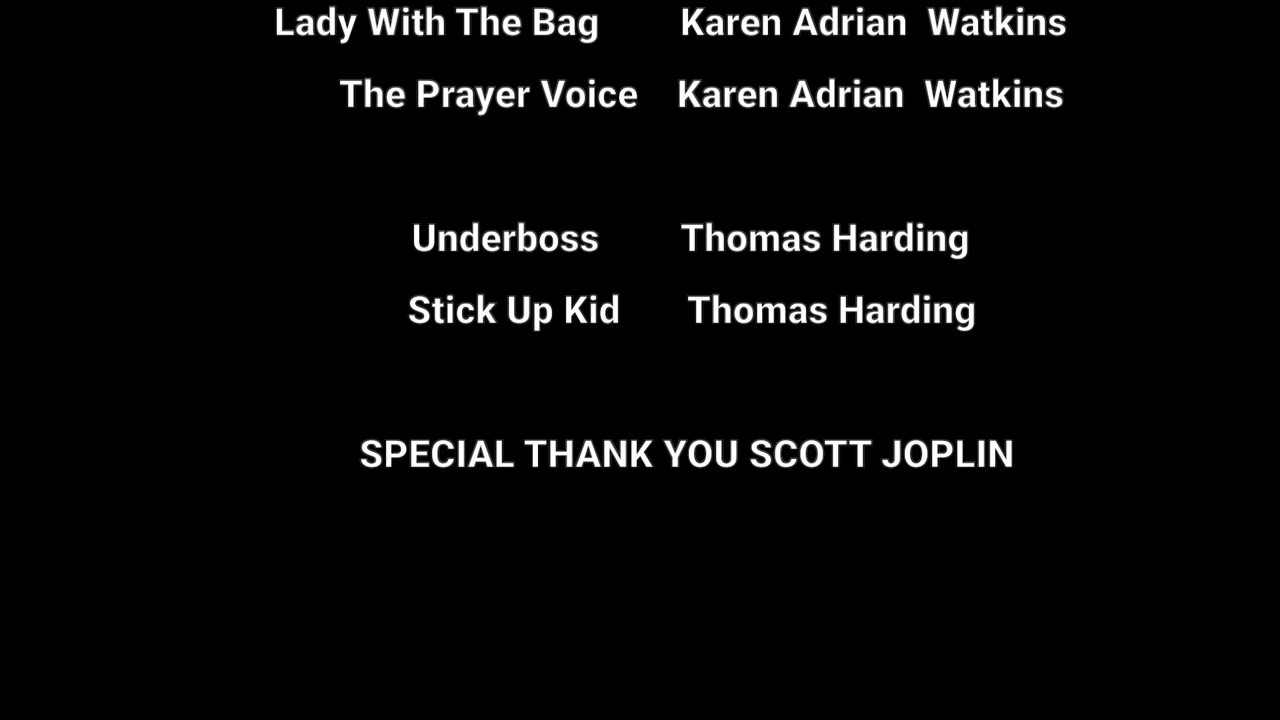 Lady With The Bag Karen Adrian Watkins
The Prayer Voice Karen Adrian Watkins
Underboss Thomas Harding
Stick Up Kid Thomas Harding
SPECIAL THANK YOU SCOTT JOPLIN